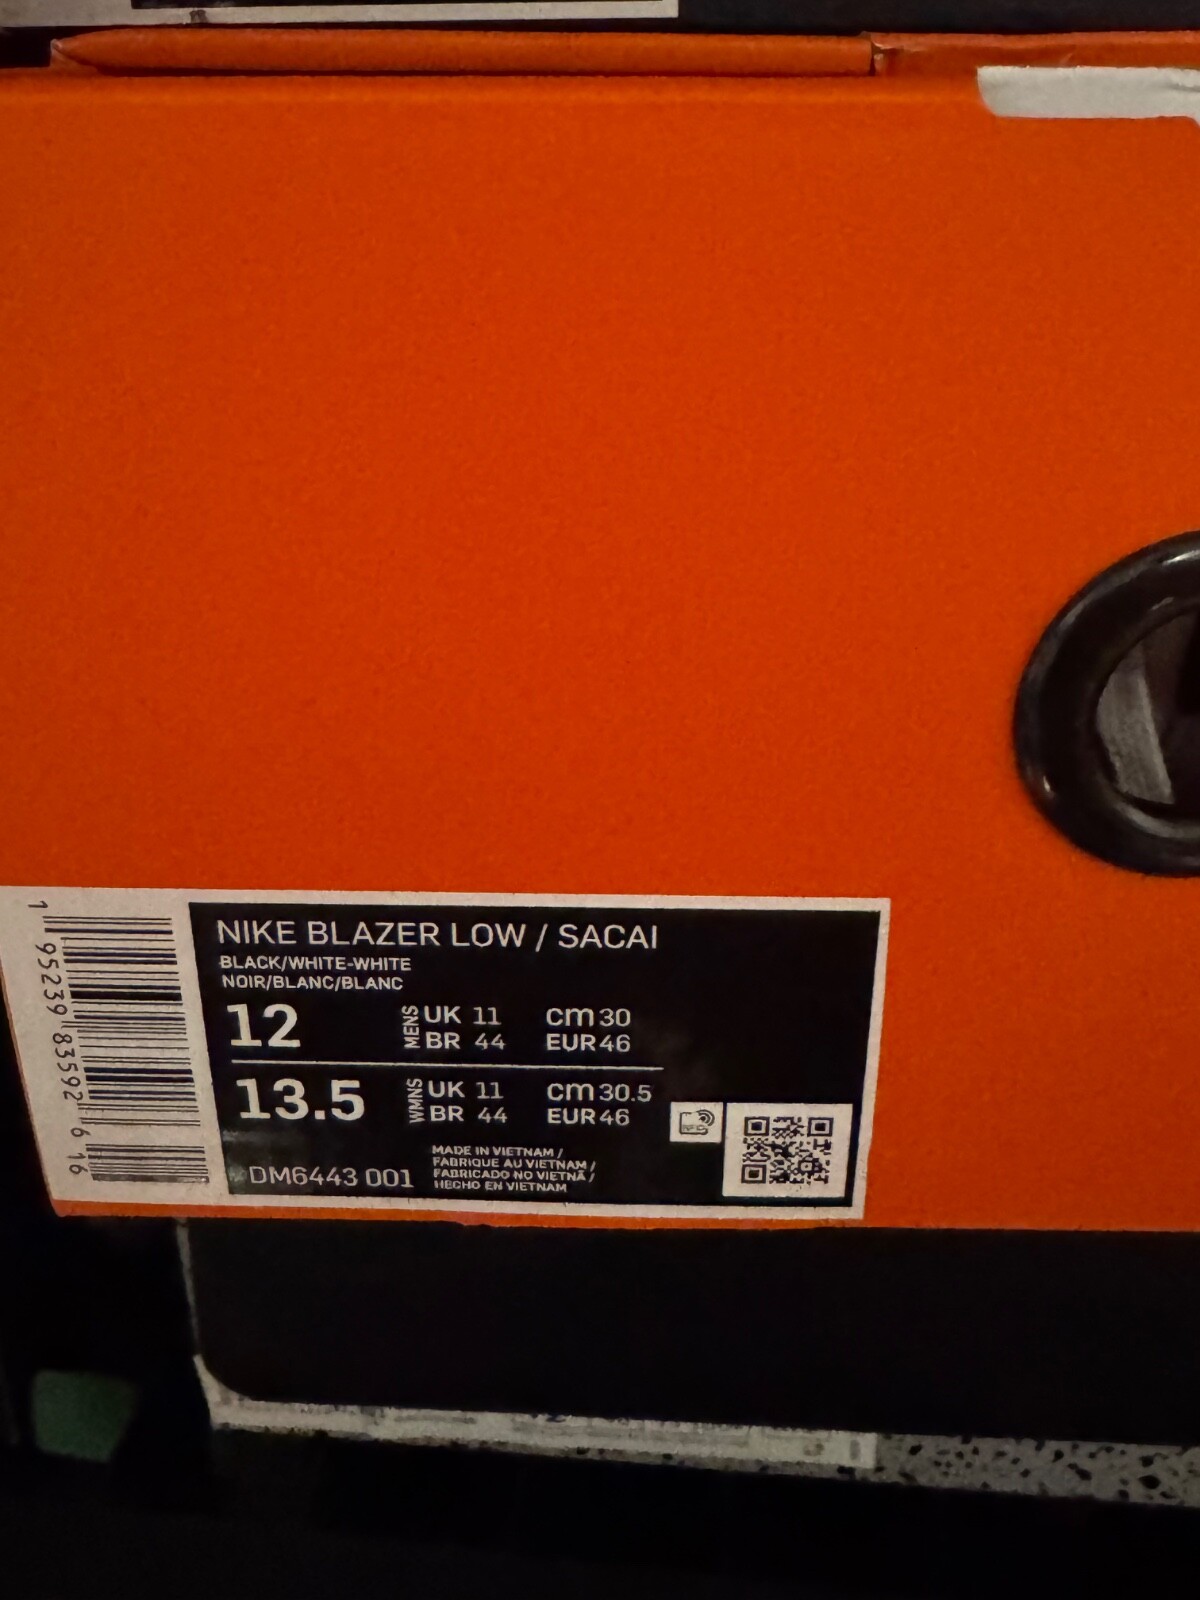 NIKE BLAZER LOW / SACAI
BLACK/WHITE-WHITE
NOIR/BLANC/BLANC
12 MENS UK 11 cm 30
BR 44 EUR 46
13.5 WMNS UK 11 cm 30.5
BR 44 EUR 46
DM6443 001
MADE IN VIETNAM /
FABRIQUE AU VIETNAM /
FABRICADO NO VIETNÃ /
HECHO EN VIETNAM
1 95239 83592 6 16